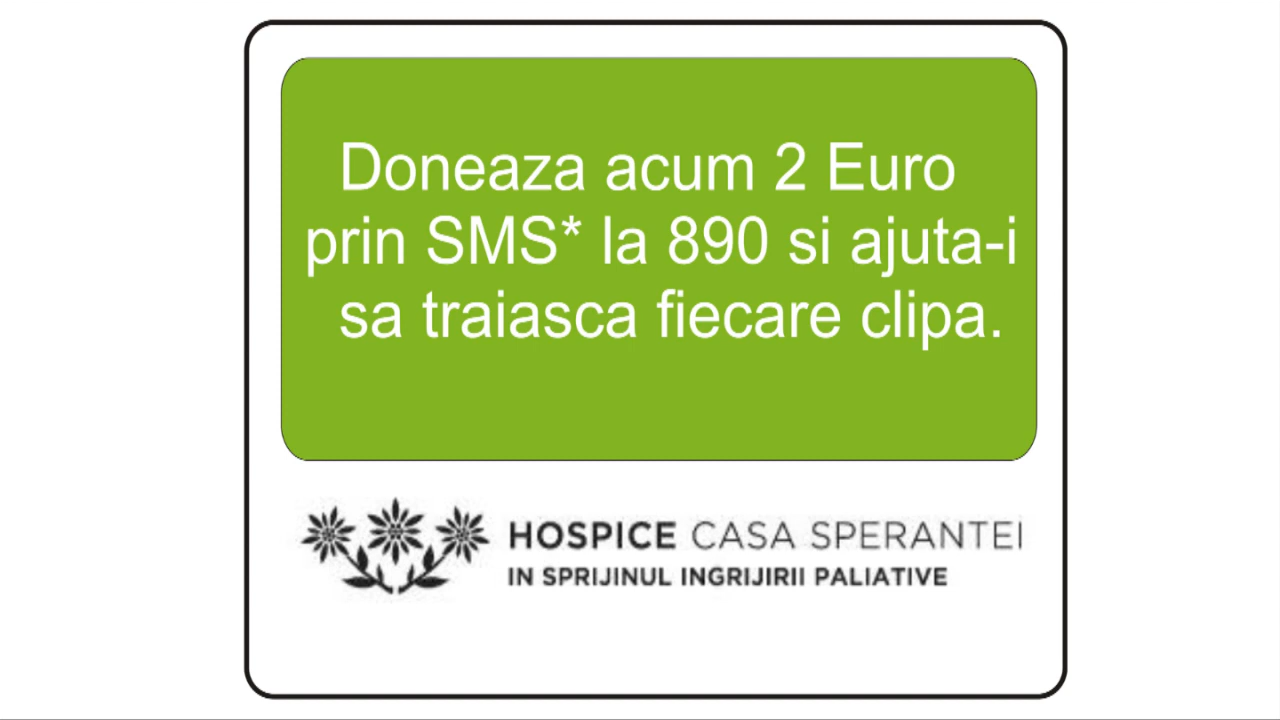 Doneaza acum 2 Euro
prin SMS* la 890 si ajuta-i
sa traiasca fiecare clipa.
HOSPICE CASA SPERANTEI
IN SPRIJINUL INGRIJIRII PALIATIVE